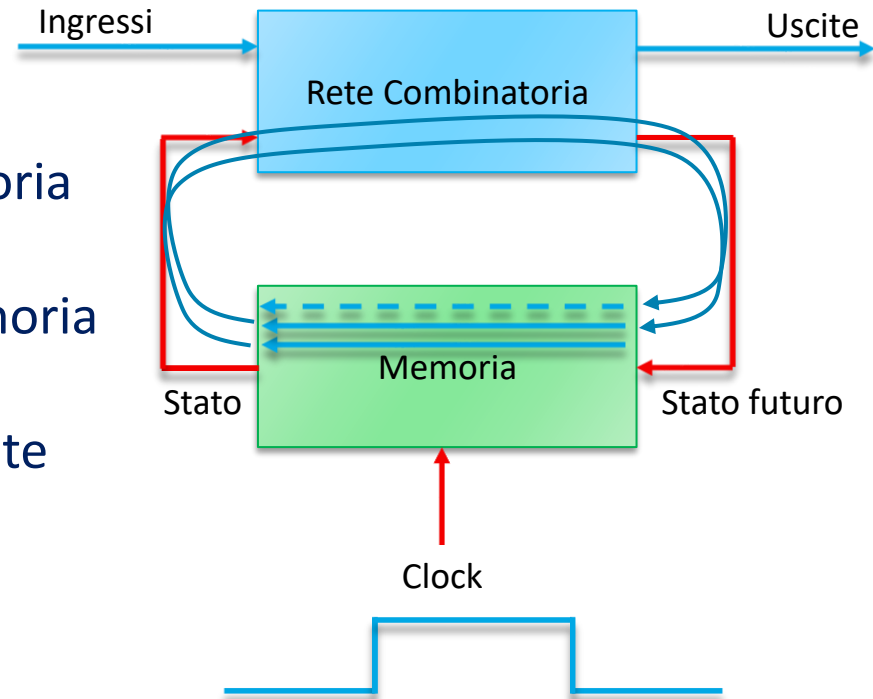 Ingressi
Uscite
Rete Combinatoria
Memoria
Stato
Stato futuro
Clock